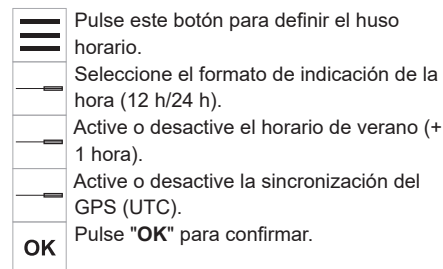 Pulse este botón para definir el huso
horario.
Seleccione el formato de indicación de la
hora (12 h/24 h).
Active o desactive el horario de verano (+
1 hora).
Active o desactive la sincronización del
GPS (UTC).
OK Pulse "OK" para confirmar.